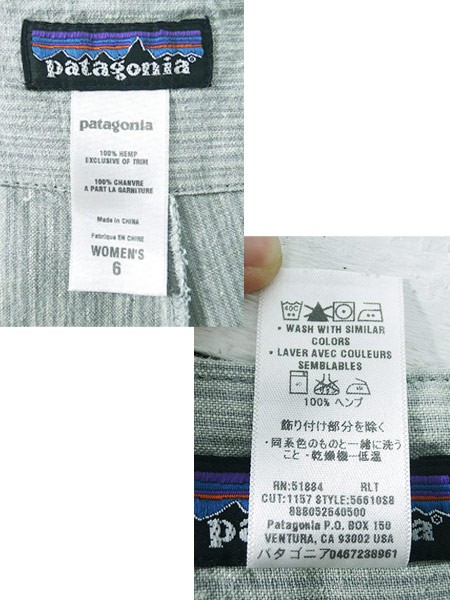 patagonia®
patagonia
100% HEMP
EXCLUSIVE OF TRIM
100% CHANVRE
A PART LA GARNITURE
Made in CHINA
Fabriqué EN CHINE
WOMEN'S
6
40C
• WASH WITH SIMILAR
COLORS
• LAVER AVEC COULEURS
SEMBLABLES
100% ヘンプ
飾り付け部分を除く
・同系色のものと一緒に洗う
こと・乾燥機ー低温
RN:51884 RLT
CUT:1157 STYLE:56610S8
888052640500
Patagonia P.O. BOX 150
VENTURA, CA 93002 USA
パタゴニア0467238961